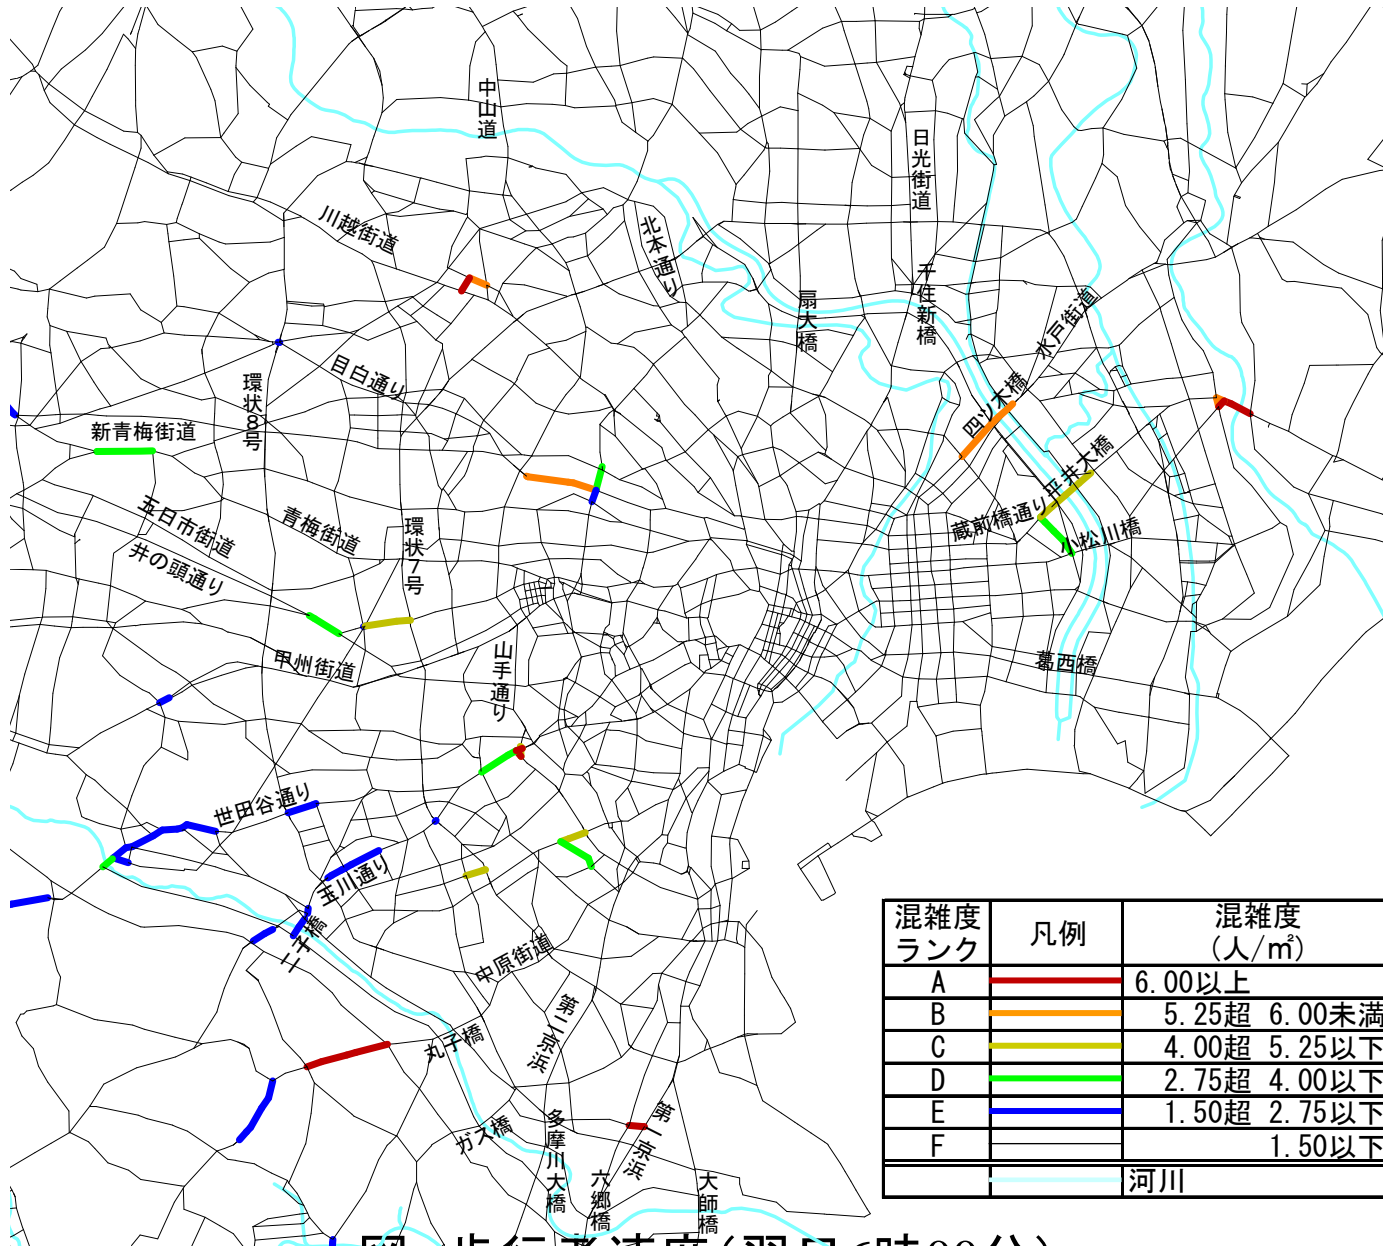 中山道
日光街道
川越街道
北本通り
千住新橋
扇大橋
水戸街道
目白通り
環状8号
四ツ木橋
新青梅街道
平井大橋
五日市街道
青梅街道
環状7号
蔵前橋通り
小松川橋
井の頭通り
甲州街道
山手通り
葛西橋
世田谷通り
玉川通り
二子橋
中原街道
第二京浜
丸子橋
ガス橋
多摩川大橋
第一京浜
六郷橋
大師橋
混雑度ランク 凡例 混雑度(人/㎡)
A 6.00以上
B 5.25超 6.00未満
C 4.00超 5.25以下
D 2.75超 4.00以下
E 1.50超 2.75以下
F 1.50以下
河川